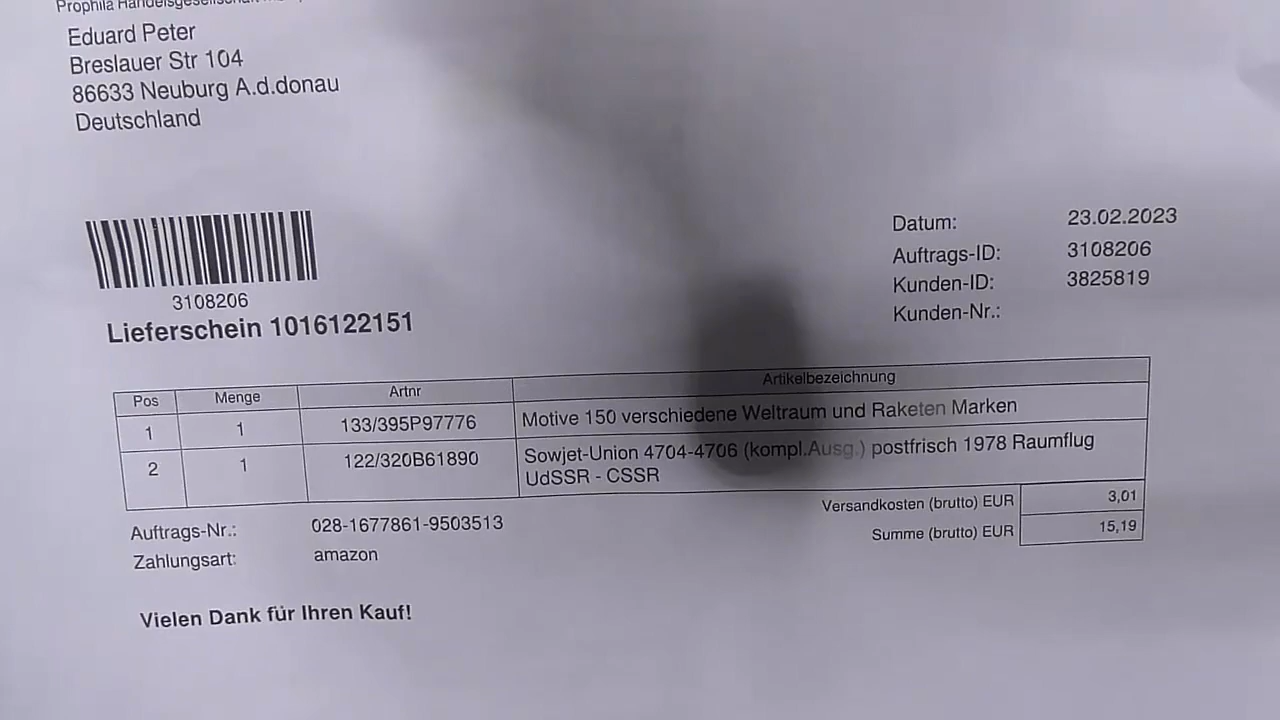 Prophila Handelsgesellschaft
Eduard Peter
Breslauer Str 104
86633 Neuburg A.d.donau
Deutschland
3108206
Lieferschein 1016122151
Datum: 23.02.2023
Auftrags-ID: 3108206
Kunden-ID: 3825819
Kunden-Nr.:
Pos Menge Artnr Artikelbezeichnung
1 1 133/395P97776 Motive 150 verschiedene Weltraum und Raketen Marken
2 1 122/320B61890 Sowjet-Union 4704-4706 (kompl.Ausg.) postfrisch 1978 Raumflug
UdSSR - CSSR
Versandkosten (brutto) EUR 3,01
Summe (brutto) EUR 15,19
Auftrags-Nr.: 028-1677861-9503513
Zahlungsart: amazon
Vielen Dank für Ihren Kauf!